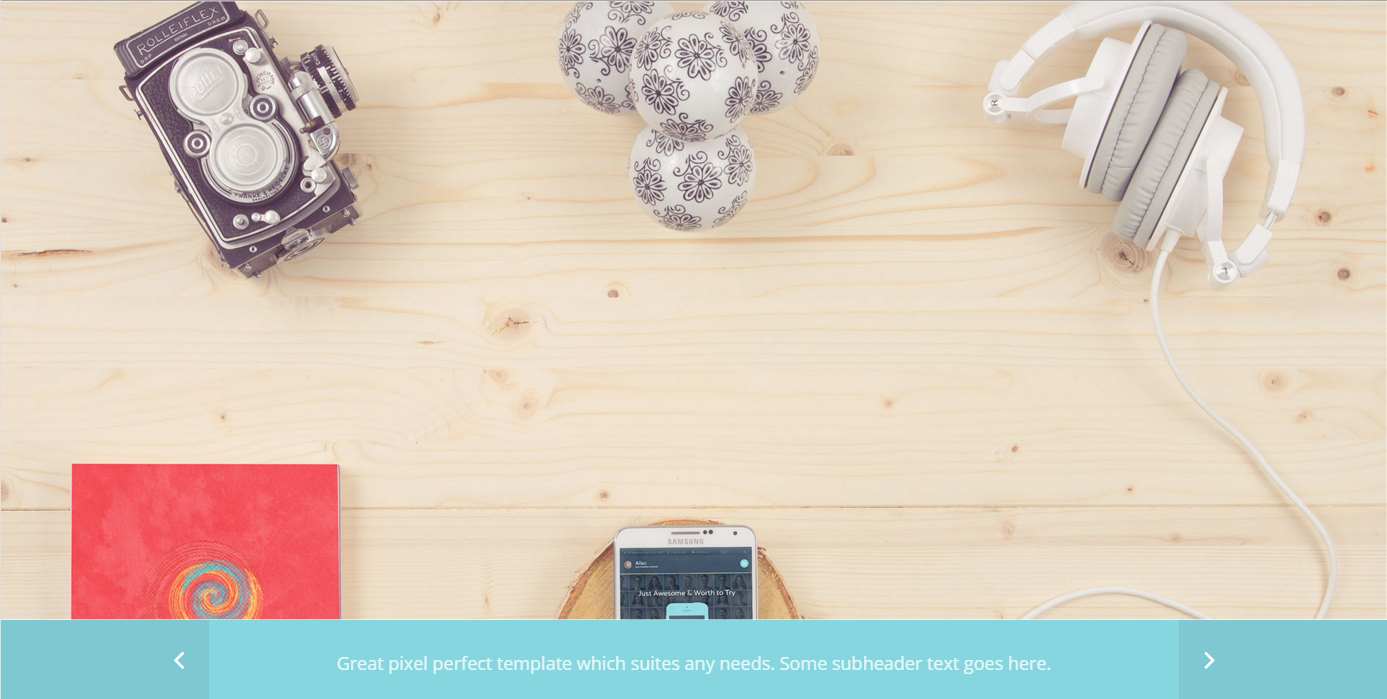 ROLLEIFLEX
SAMSUNG
Just Awesome & Worth to Try
Great pixel perfect template which suites any needs. Some subheader text goes here.